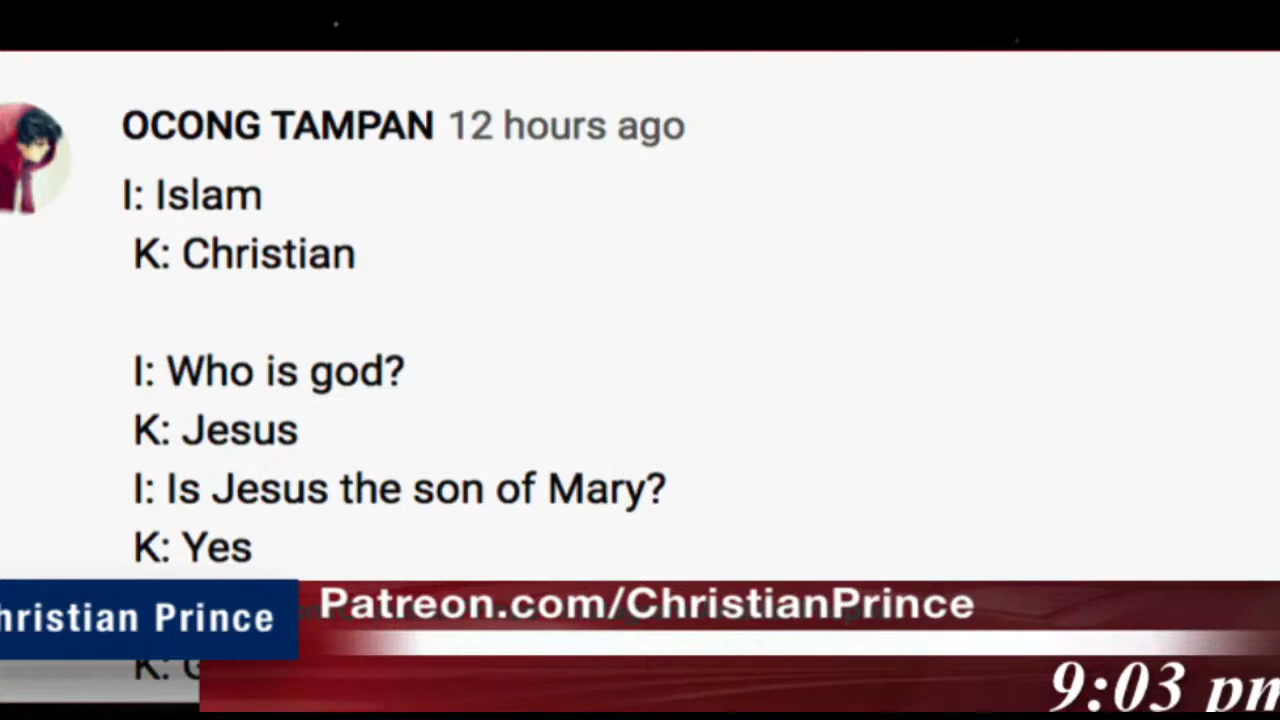 OCONG TAMPAN 12 hours ago
I: Islam
K: Christian
I: Who is god?
K: Jesus
I: Is Jesus the son of Mary?
K: Yes
hristian Prince
Patreon.com/ChristianPrince
K:
9:03 pm